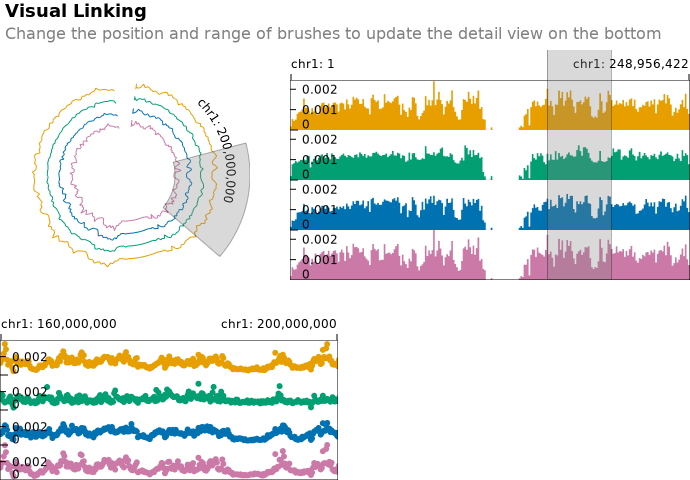 Visual Linking
Change the position and range of brushes to update the detail view on the bottom
chr1: 200,000,000
chr1: 1
chr1: 248,956,422
0.002
0.001
0
0.002
0.001
0
0.002
0.001
0
0.002
0.001
0
chr1: 160,000,000
chr1: 200,000,000
0.002
0
0.002
0
0.002
0
0.002
0